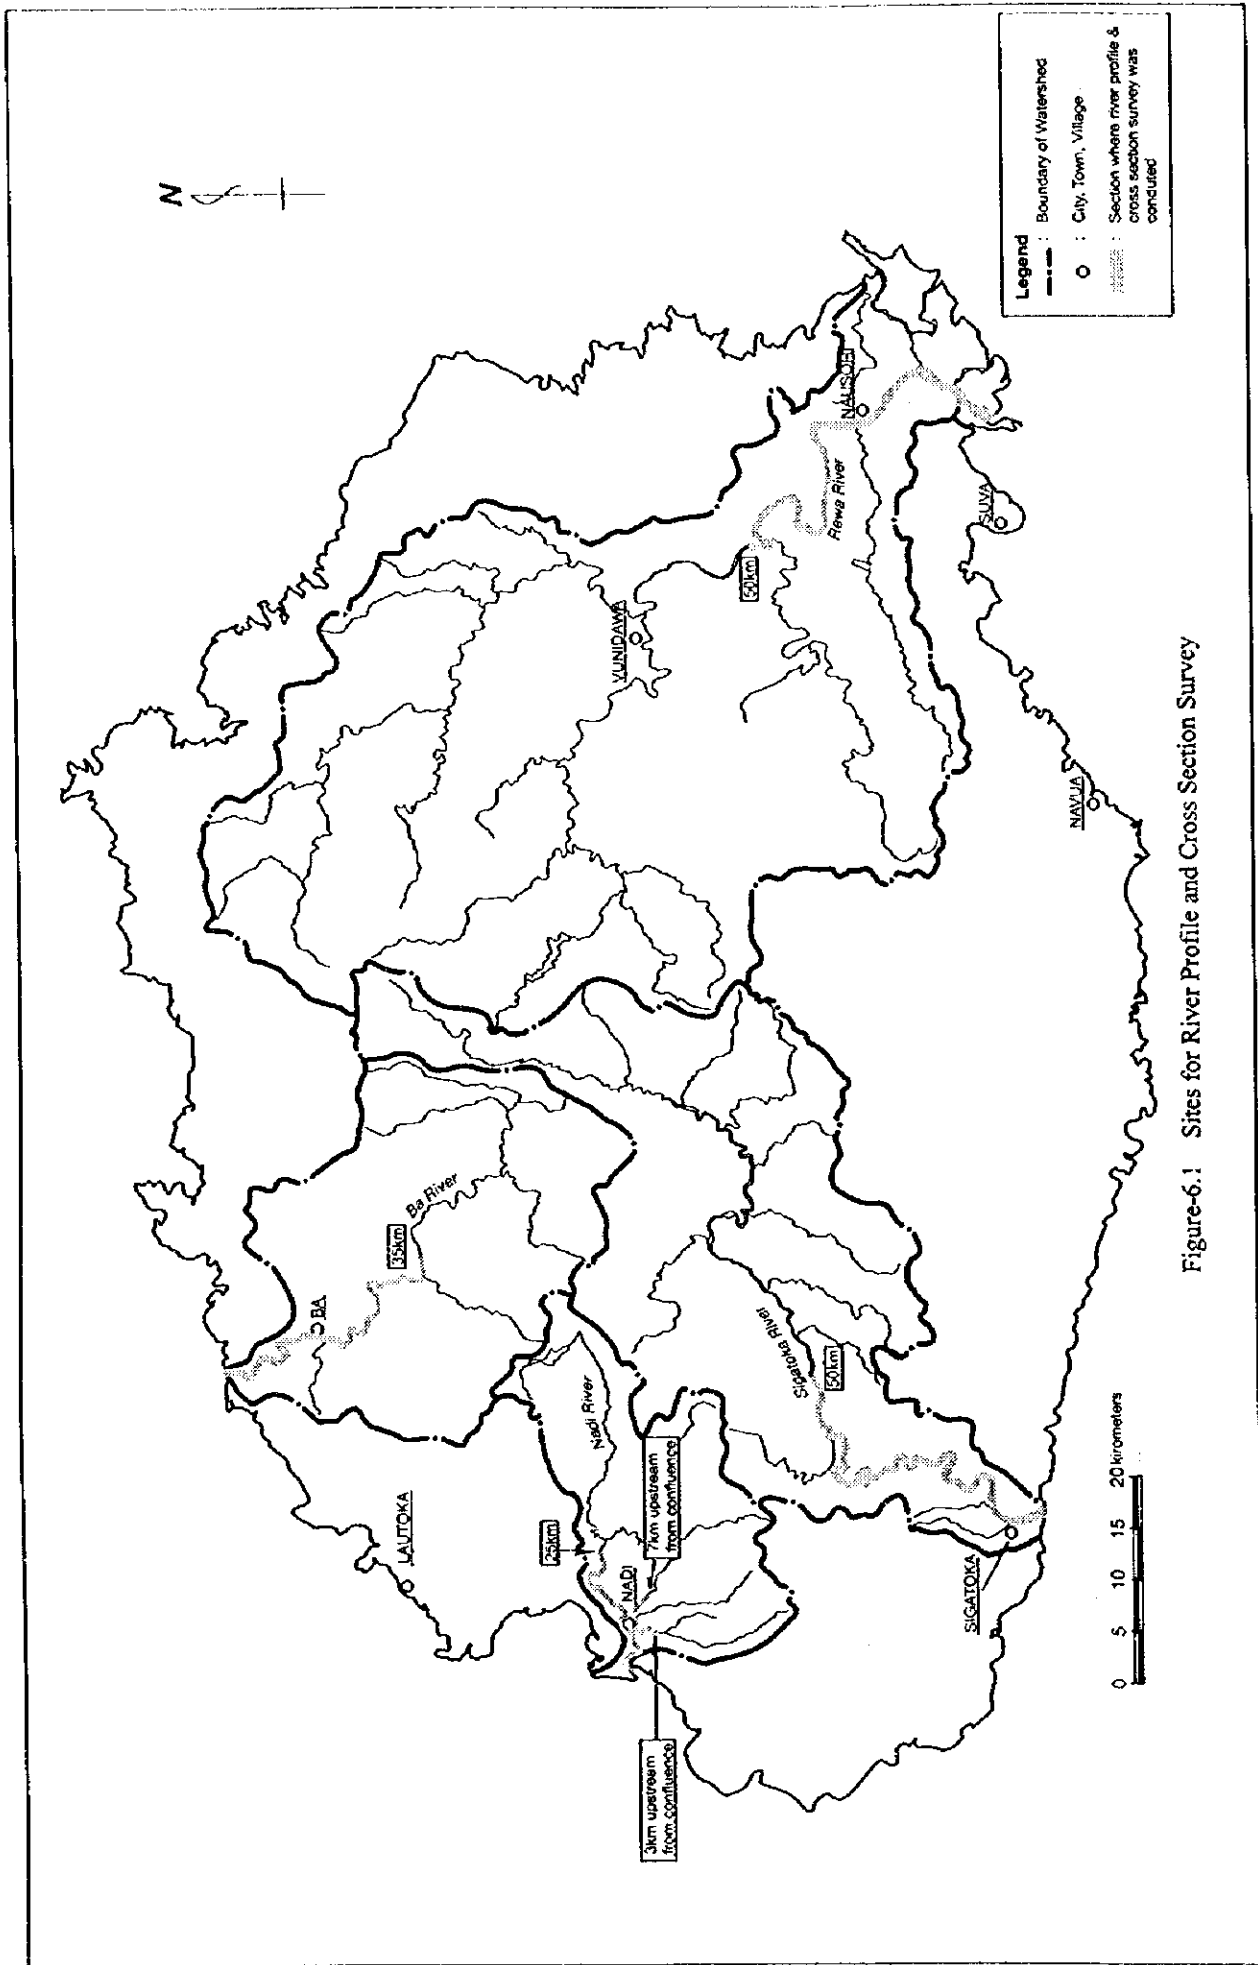 N
LAUTOKA
BA
35km
Ba River
25km
NADI
Nadi River
7km upstream
from confluence
3km upstream
from confluence
Sigatoka River
50km
SIGATOKA
VUNIDAWA
50km
Rewa River
NAUSORI
SUVA
NAVUA
0 5 10 15 20 kirometers
Legend
: Boundary of Watershed
: City, Town, Village
: Section where river profile &
cross section survey was
conduted
Figure-6.1 Sites for River Profile and Cross Section Survey